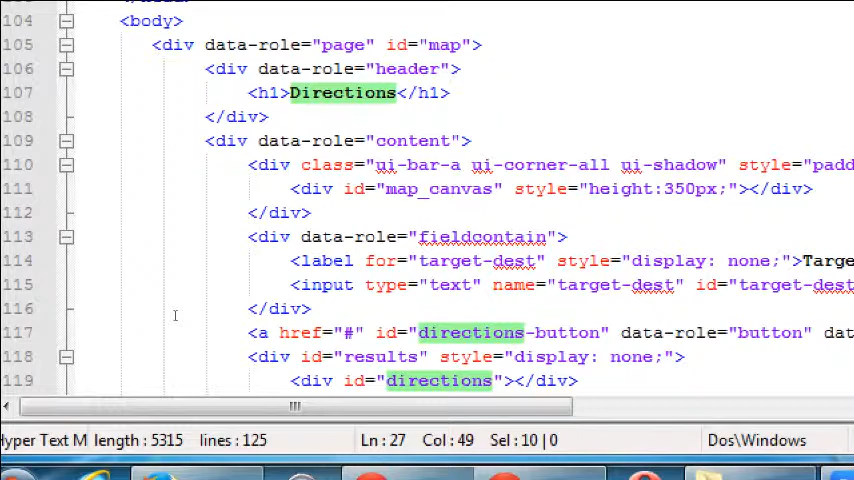 104 <body>
105 <div data-role="page" id="map">
106 <div data-role="header">
107 <h1>Directions</h1>
108 </div>
109 <div data-role="content">
110 <div class="ui-bar-a ui-corner-all ui-shadow" style="padd
111 <div id="map_canvas" style="height:350px;"></div>
112 </div>
113 <div data-role="fieldcontain">
114 <label for="target-dest" style="display: none;">Targe
115 <input type="text" name="target-dest" id="target-dest
116 </div>
117 <a href="#" id="directions-button" data-role="button" dat
118 <div id="results" style="display: none;">
119 <div id="directions"></div>
Hyper Text M length : 5315 lines : 125 Ln : 27 Col : 49 Sel : 10 | 0 Dos\Windows